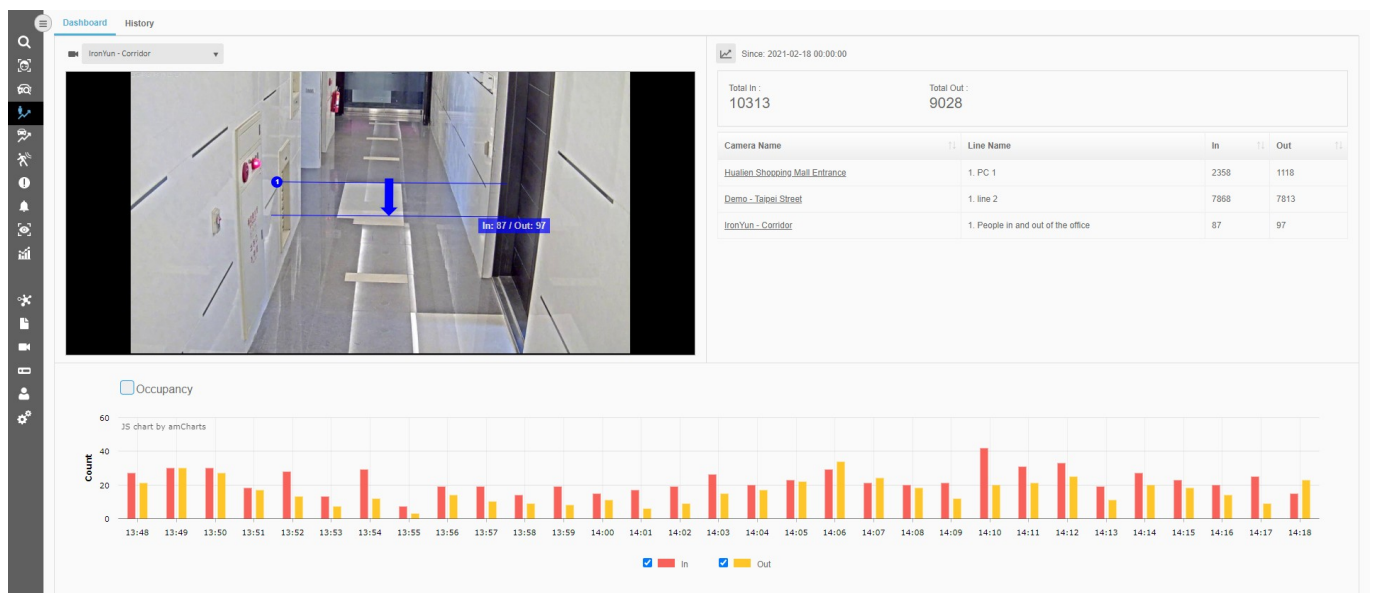 Dashboard History
IronYun - Corridor
1
In: 87 / Out: 97
Since: 2021-02-18 00:00:00
Total In :
10313
Total Out :
9028
Camera Name Line Name In Out
Hualien Shopping Mall Entrance 1. PC 1 2358 1118
Demo - Taipei Street 1. line 2 7868 7813
IronYun - Corridor 1. People in and out of the office 87 97
Occupancy
JS chart by amCharts
Count
60
40
20
0
13:48 13:49 13:50 13:51 13:52 13:53 13:54 13:55 13:56 13:57 13:58 13:59 14:00 14:01 14:02 14:03 14:04 14:05 14:06 14:07 14:08 14:09 14:10 14:11 14:12 14:13 14:14 14:15 14:16 14:17 14:18
In Out